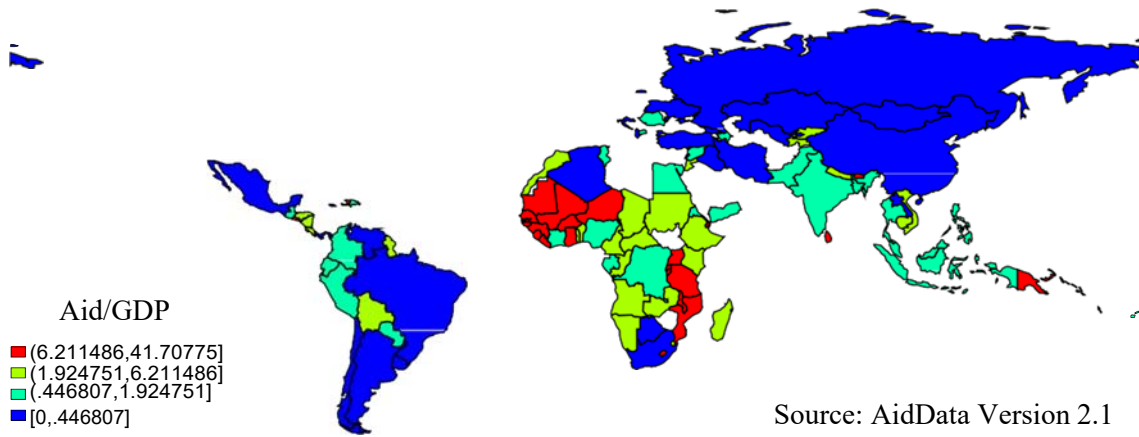 Aid/GDP
(6.211486,41.70775]
(1.924751,6.211486]
(.446807,1.924751]
[0,.446807]
Source: AidData Version 2.1